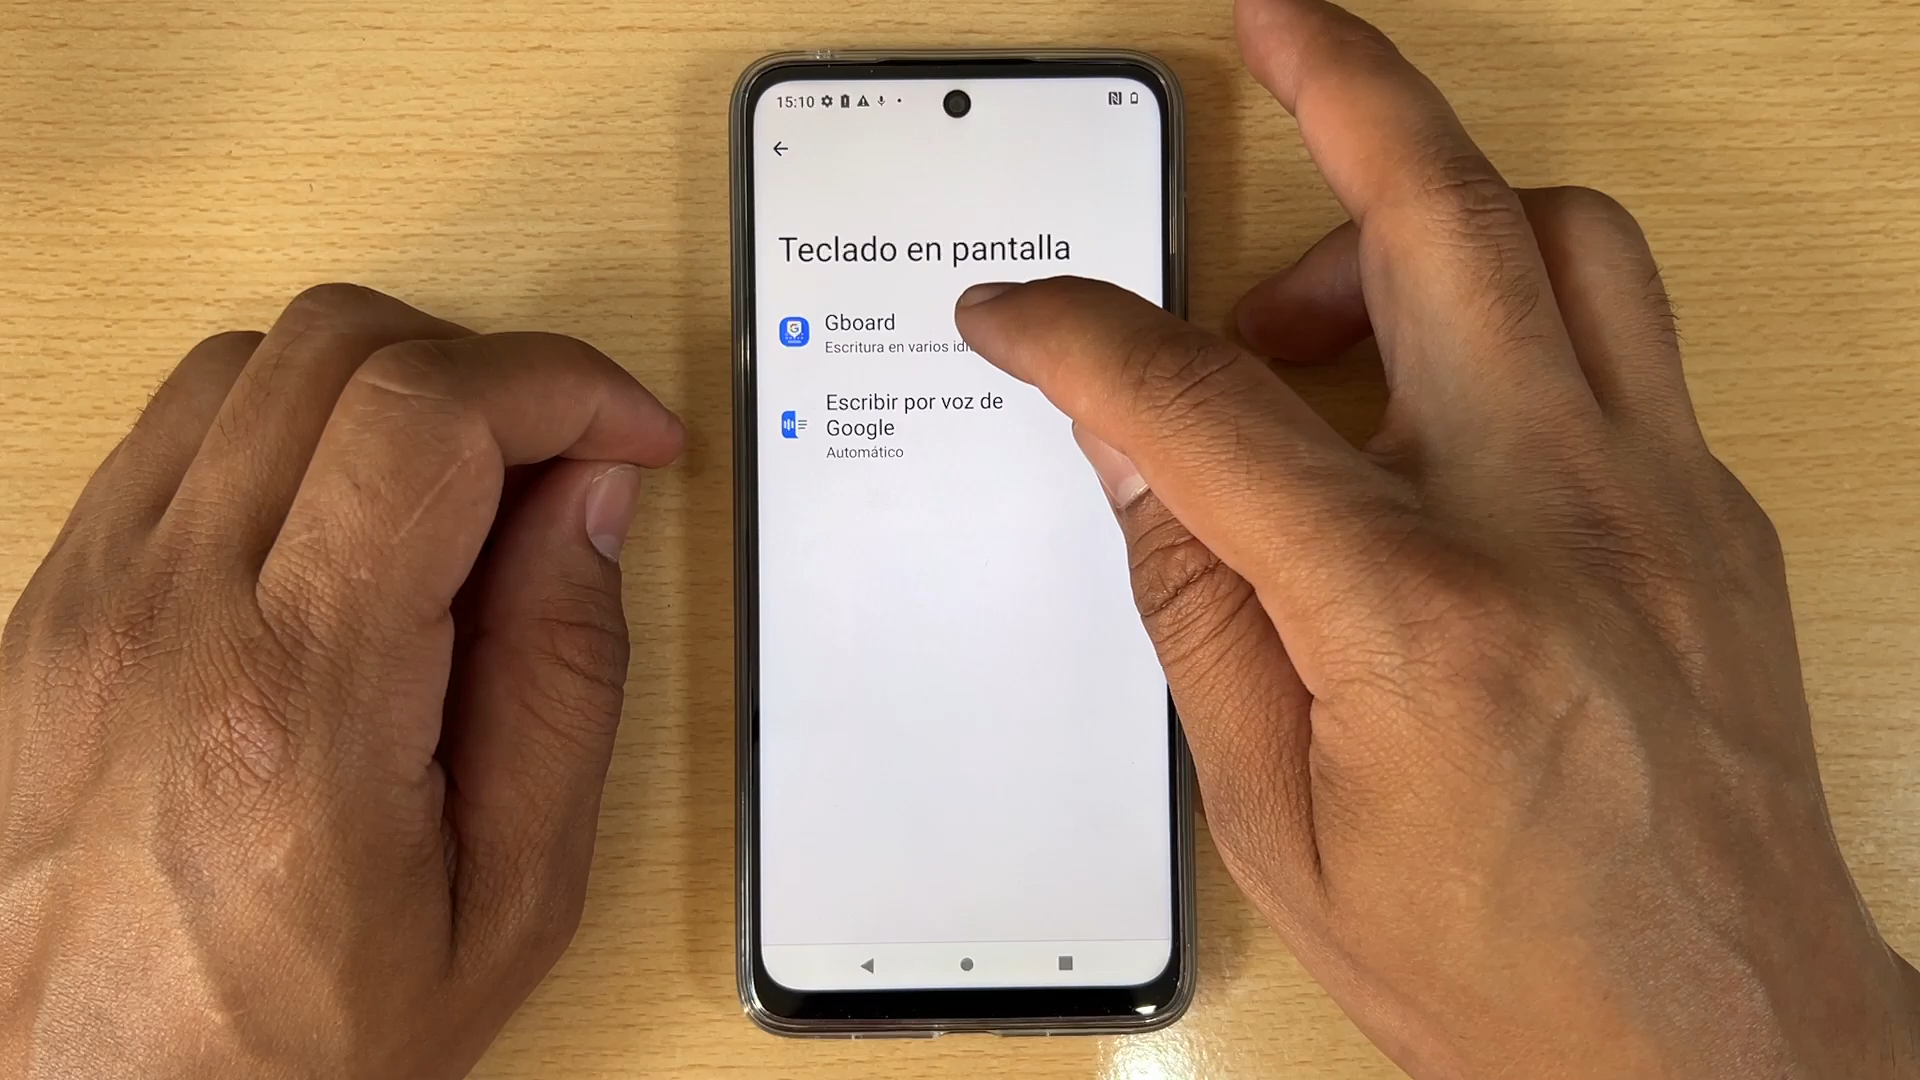 15:10
Teclado en pantalla
Gboard
Escritura en varios
Escribir por voz de
Google
Automático